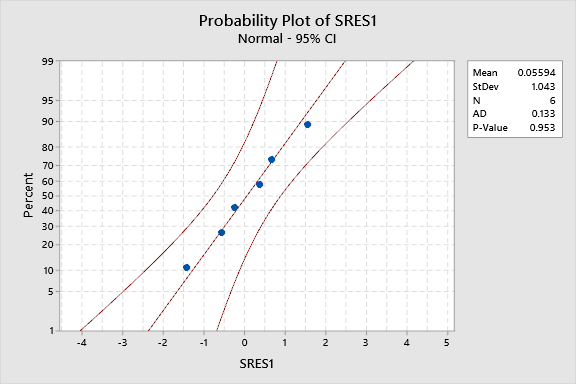 Probability Plot of SRES1
Normal - 95% CI
Mean 0.05594
StDev 1.043
N 6
AD 0.133
P-Value 0.953
Percent
99
95
90
80
70
60
50
40
30
20
10
5
1
-4 -3 -2 -1 0 1 2 3 4 5
SRES1